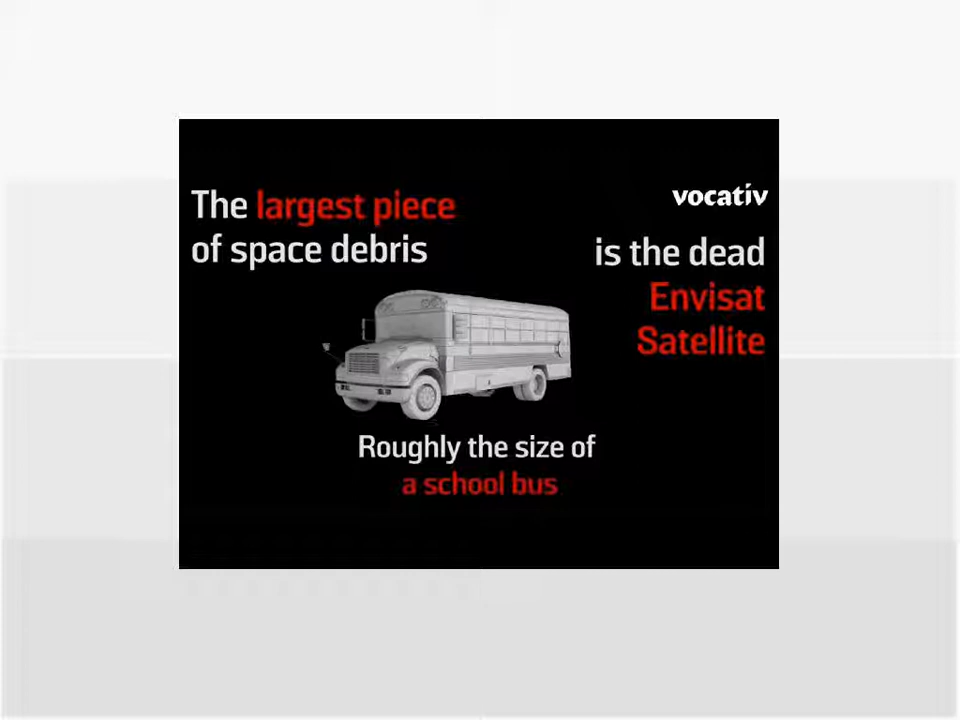 The largest piece
of space debris
vocativ
is the dead
Envisat
Satellite
Roughly the size of
a school bus